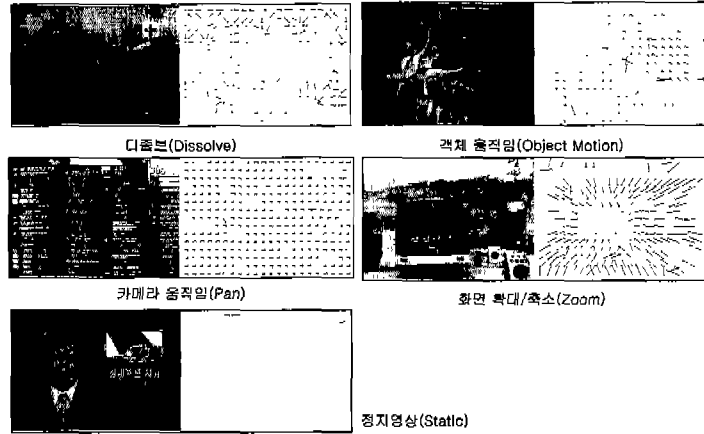 디졸브(Dissolve)
객체 움직임(Object Motion)
카메라 움직임(Pan)
화면 확대/축소(Zoom)
정지영상(Static)